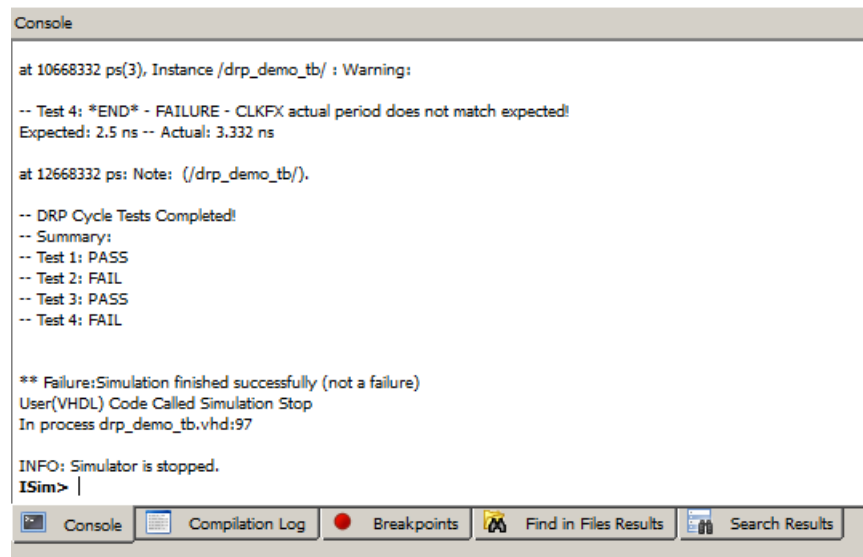 Console
at 10668332 ps(3), Instance /drp_demo_tb/ : Warning:
-- Test 4: *END* - FAILURE - CLKFX actual period does not match expected!
Expected: 2.5 ns -- Actual: 3.332 ns
at 12668332 ps: Note:  (/drp_demo_tb/).
-- DRP Cycle Tests Completed!
-- Summary:
-- Test 1: PASS
-- Test 2: FAIL
-- Test 3: PASS
-- Test 4: FAIL
** Failure:Simulation finished successfully (not a failure)
User(VHDL) Code Called Simulation Stop
In process drp_demo_tb.vhd:97
INFO: Simulator is stopped.
ISim>
Console Compilation Log Breakpoints Find in Files Results Search Results